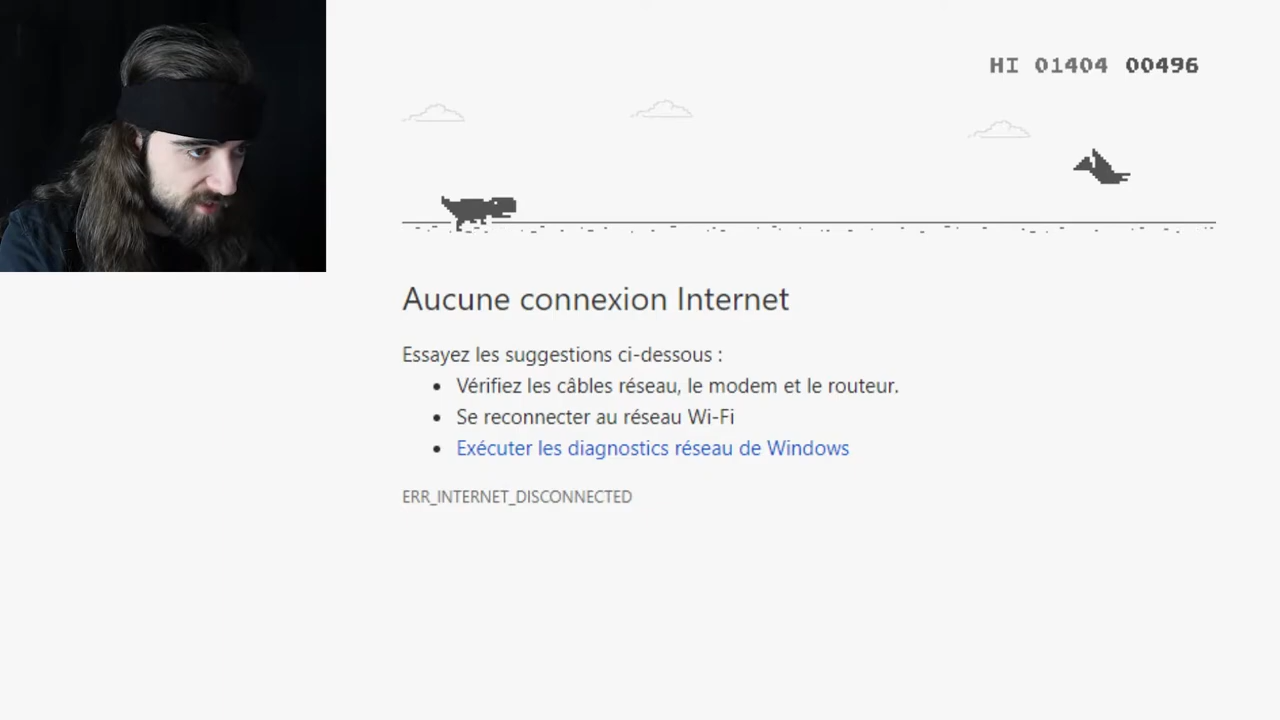 HI 01404 00496
Aucune connexion Internet
Essayez les suggestions ci-dessous :
• Vérifiez les câbles réseau, le modem et le routeur.
• Se reconnecter au réseau Wi-Fi
• Exécuter les diagnostics réseau de Windows
ERR_INTERNET_DISCONNECTED